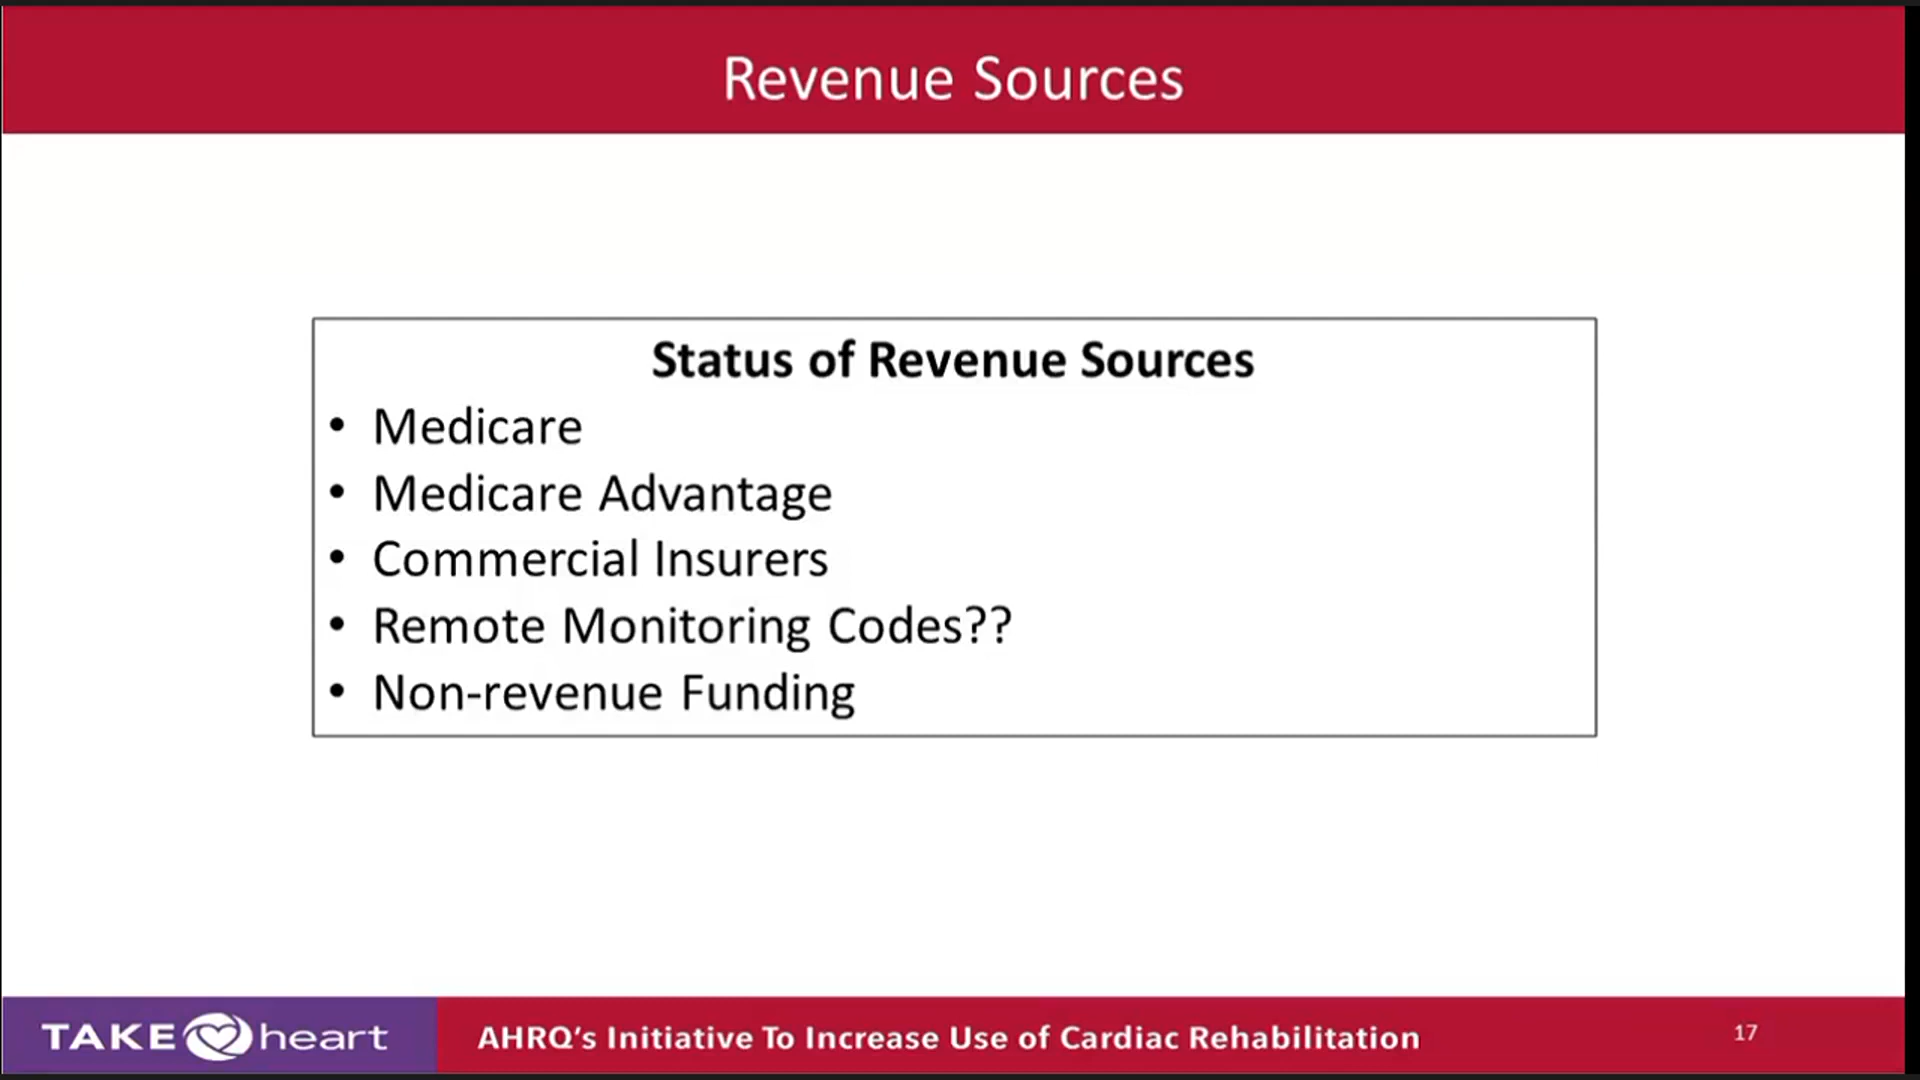 Revenue Sources
Status of Revenue Sources
• Medicare
• Medicare Advantage
• Commercial Insurers
• Remote Monitoring Codes??
• Non-revenue Funding
TAKE heart
AHRQ's Initiative To Increase Use of Cardiac Rehabilitation
17